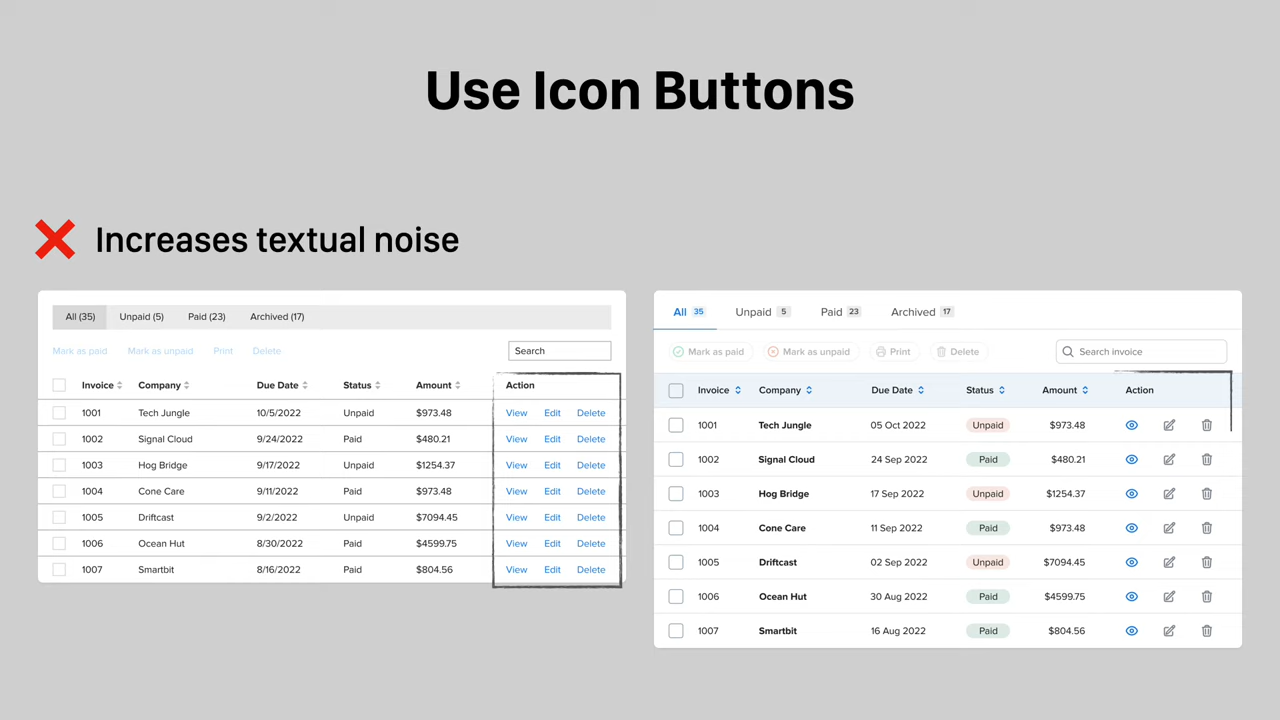 Use Icon Buttons
Increases textual noise
All (35) Unpaid (5) Paid (23) Archived (17)
Mark as paid Mark as unpaid Print Delete Search
Invoice Company Due Date Status Amount Action
1001 Tech Jungle 10/5/2022 Unpaid $973.48 View Edit Delete
1002 Signal Cloud 9/24/2022 Paid $480.21 View Edit Delete
1003 Hog Bridge 9/17/2022 Unpaid $1254.37 View Edit Delete
1004 Cone Care 9/11/2022 Paid $973.48 View Edit Delete
1005 Driftcast 9/2/2022 Unpaid $7094.45 View Edit Delete
1006 Ocean Hut 8/30/2022 Paid $4599.75 View Edit Delete
1007 Smartbit 8/16/2022 Paid $804.56 View Edit Delete
All 35 Unpaid 5 Paid 23 Archived 17
Mark as paid Mark as unpaid Print Delete Search invoice
Invoice Company Due Date Status Amount Action
1001 Tech Jungle 05 Oct 2022 Unpaid $973.48
1002 Signal Cloud 24 Sep 2022 Paid $480.21
1003 Hog Bridge 17 Sep 2022 Unpaid $1254.37
1004 Cone Care 11 Sep 2022 Paid $973.48
1005 Driftcast 02 Sep 2022 Unpaid $7094.45
1006 Ocean Hut 30 Aug 2022 Paid $4599.75
1007 Smartbit 16 Aug 2022 Paid $804.56